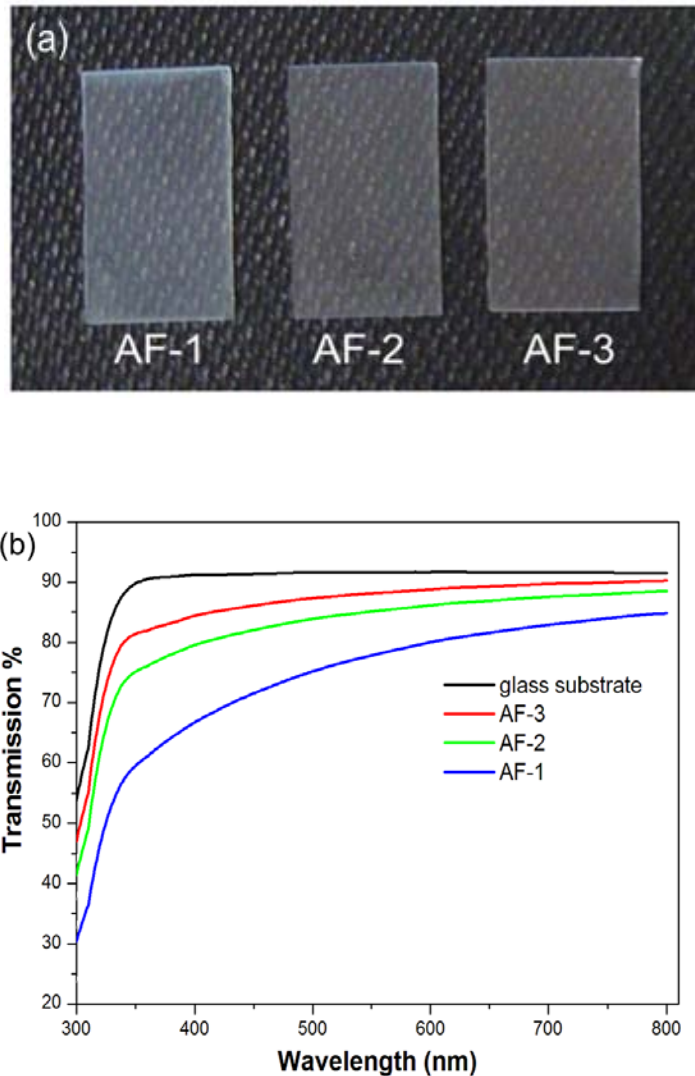 (a)
AF-1 AF-2 AF-3
(b)
Transmission %
100
90
80
70
60
50
40
30
20
glass substrate
AF-3
AF-2
AF-1
300 400 500 600 700 800
Wavelength (nm)